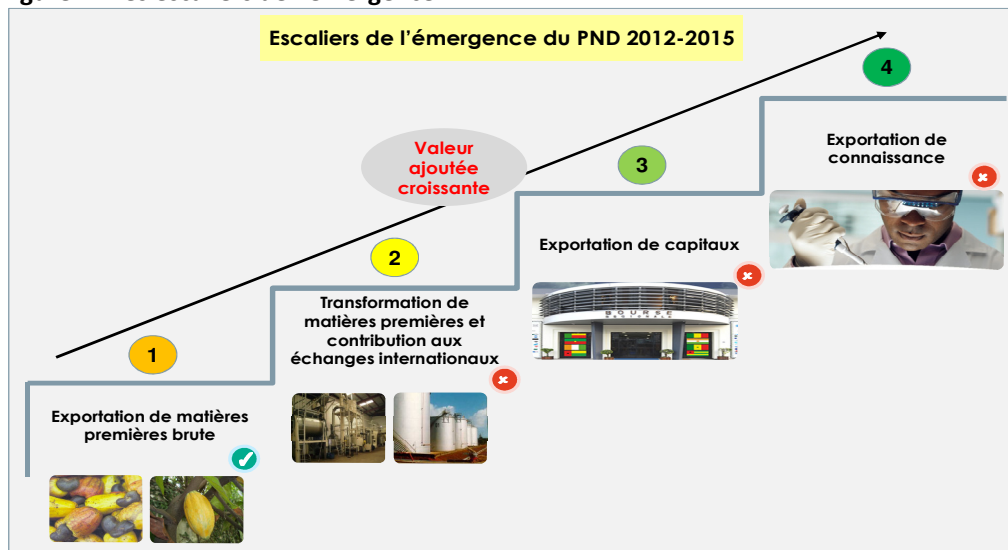 Escaliers de l’émergence du PND 2012-2015
4
Valeur
ajoutée
croissante
3
Exportation de
connaissance
2
Exportation de capitaux
Transformation de
matières premières et
contribution aux
échanges internationaux
BOURSE
1
Exportation de matières
premières brute